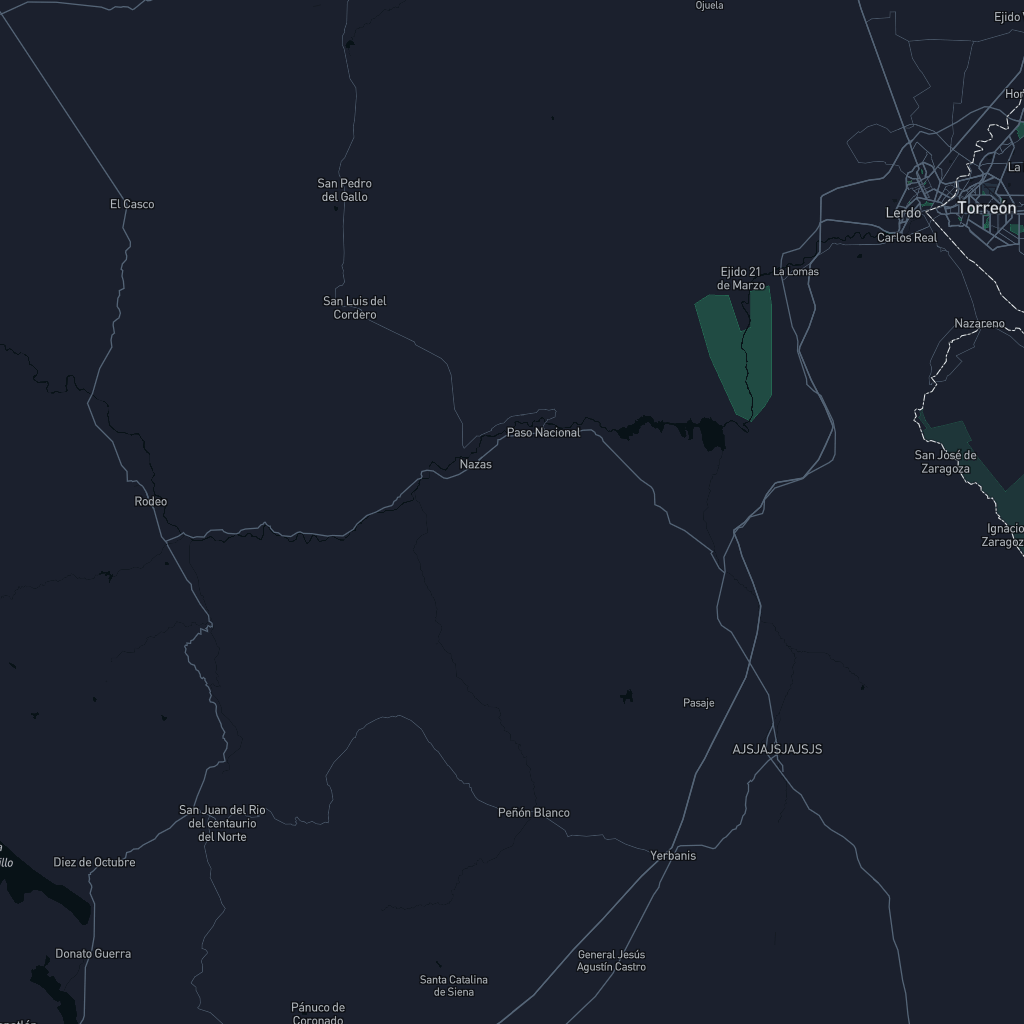 Ojuela
Ejido
Torreón
Lerdo
Carlos Real
San Pedro
del Gallo
El Casco
Ejido 21
de Marzo
La Lomas
San Luis del
Cordero
Nazareno
Paso Nacional
Nazas
San José de
Zaragoza
Rodeo
Ignacio
Pasaje
AJSJAJSJAJSJS
San Juan del Rio
del centaurio
del Norte
Peñón Blanco
Yerbanis
Diez de Octubre
Donato Guerra
General Jesús
Agustín Castro
Santa Catalina
de Siena
Pánuco de
Coronado